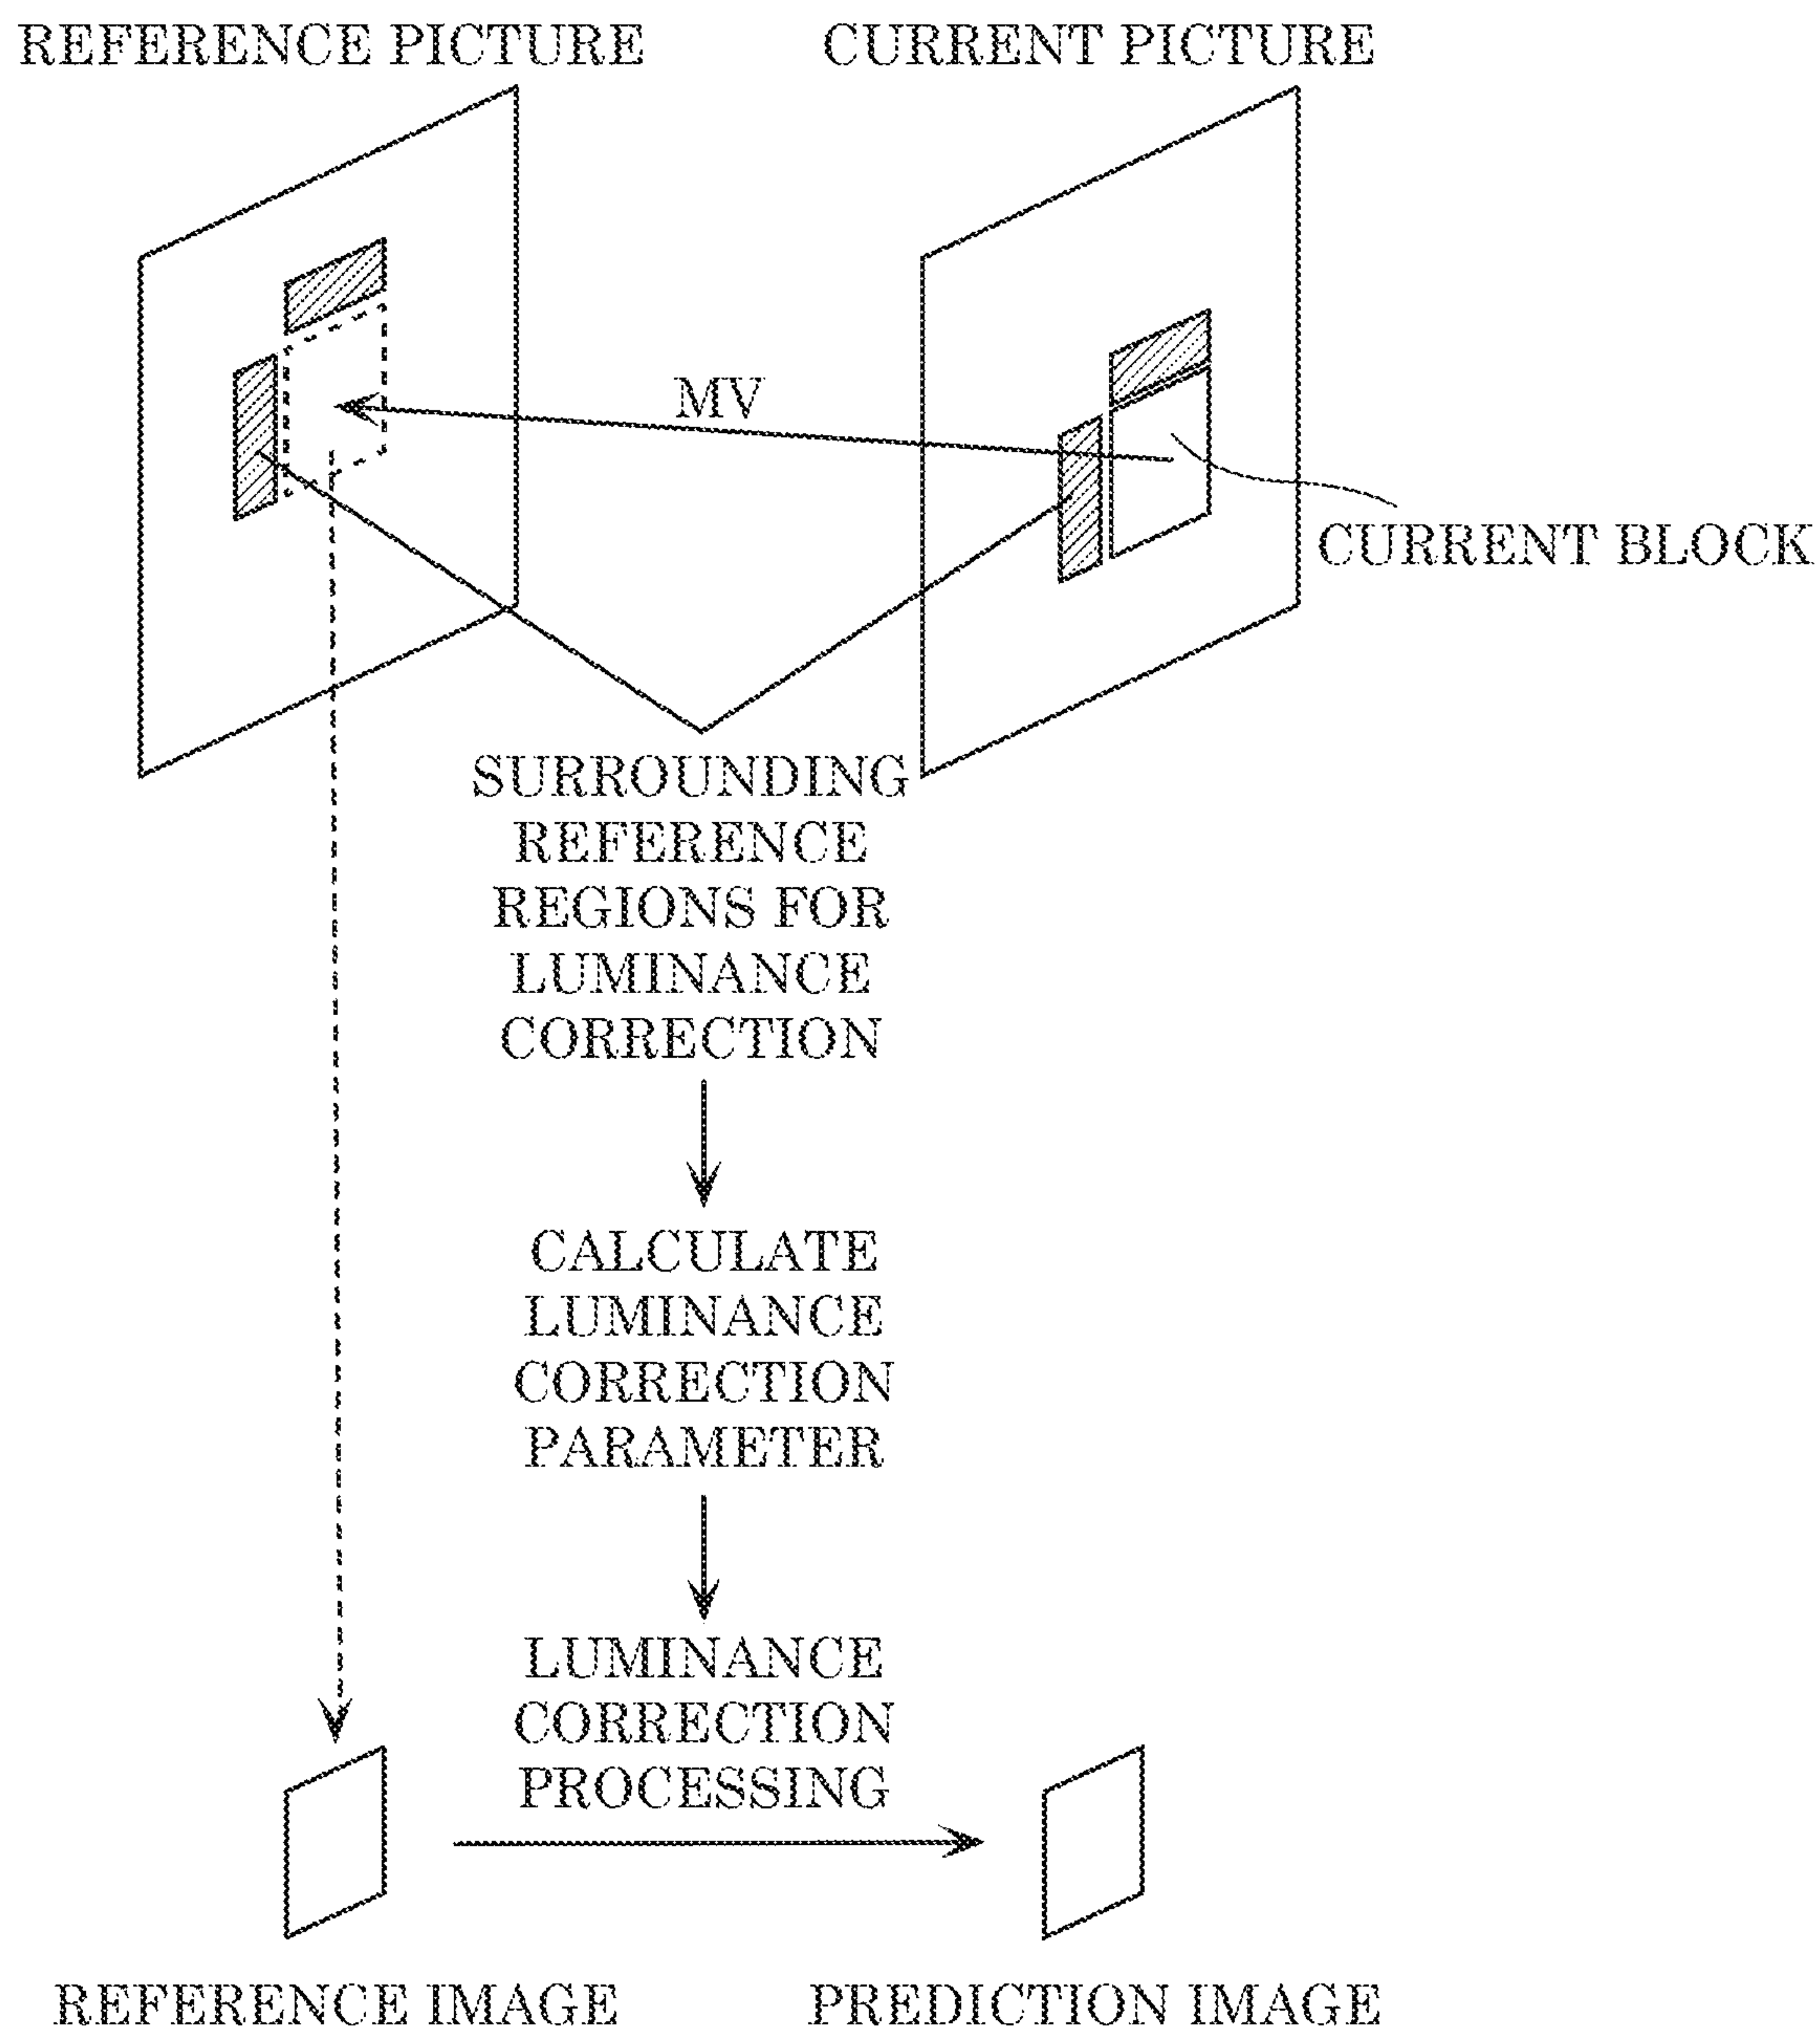 REFERENCE PICTURE
CURRENT PICTURE
MV
CURRENT BLOCK
SURROUNDING
REFERENCE
REGIONS FOR
LUMINANCE
CORRECTION
CALCULATE
LUMINANCE
CORRECTION
PARAMETER
LUMINANCE
CORRECTION
PROCESSING
REFERENCE IMAGE
PREDICTION IMAGE